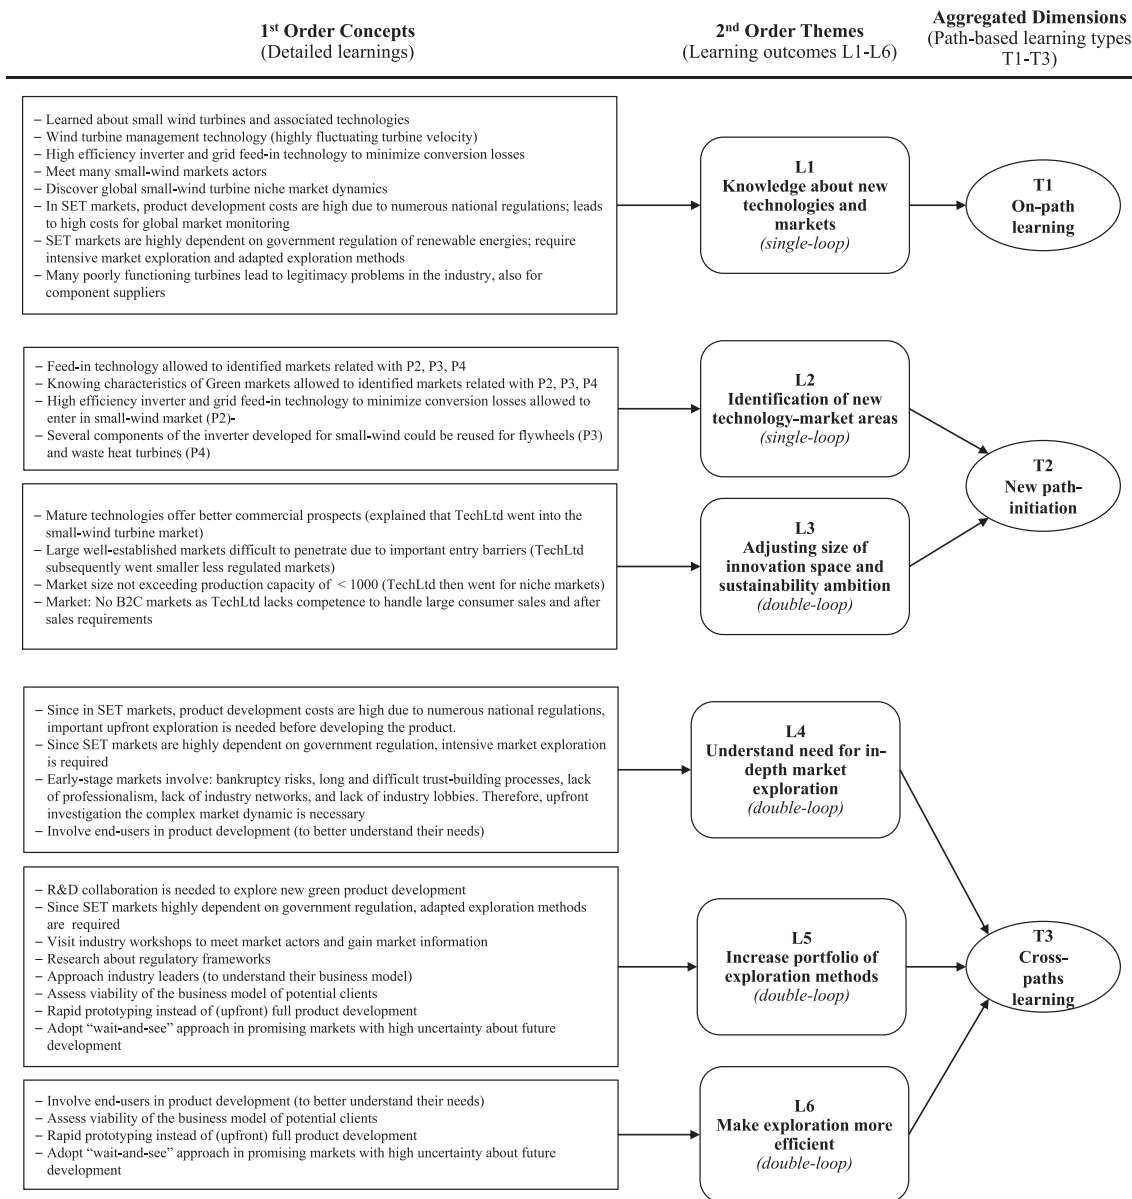 1st Order Concepts
(Detailed learnings)
2nd Order Themes
(Learning outcomes L1-L6)
Aggregated Dimensions
(Path-based learning types
T1-T3)
– Learned about small wind turbines and associated technologies
– Wind turbine management technology (highly fluctuating turbine velocity)
– High efficiency inverter and grid feed-in technology to minimize conversion losses
– Meet many small-wind markets actors
– Discover global small-wind turbine niche market dynamics
– In SET markets, product development costs are high due to numerous national regulations; leads
to high costs for global market monitoring
– SET markets are highly dependent on government regulation of renewable energies; require
intensive market exploration and adapted exploration methods
– Many poorly functioning turbines lead to legitimacy problems in the industry, also for
component suppliers
L1
Knowledge about new
technologies and
markets
(single-loop)
T1
On-path
learning
– Feed-in technology allowed to identified markets related with P2, P3, P4
– Knowing characteristics of Green markets allowed to identified markets related with P2, P3, P4
– High efficiency inverter and grid feed-in technology to minimize conversion losses allowed to
enter in small-wind market (P2)-
– Several components of the inverter developed for small-wind could be reused for flywheels (P3)
and waste heat turbines (P4)
L2
Identification of new
technology-market areas
(single-loop)
– Mature technologies offer better commercial prospects (explained that TechLtd went into the
small-wind turbine market)
– Large well-established markets difficult to penetrate due to important entry barriers (TechLtd
subsequently went smaller less regulated markets)
– Market size not exceeding production capacity of < 1000 (TechLtd then went for niche markets)
– Market: No B2C markets as TechLtd lacks competence to handle large consumer sales and after
sales requirements
L3
Adjusting size of
innovation space and
sustainability ambition
(double-loop)
T2
New path-
initiation
– Since in SET markets, product development costs are high due to numerous national regulations,
important upfront exploration is needed before developing the product.
– Since SET markets are highly dependent on government regulation, intensive market exploration
is required
– Early-stage markets involve: bankruptcy risks, long and difficult trust-building processes, lack
of professionalism, lack of industry networks, and lack of industry lobbies. Therefore, upfront
investigation the complex market dynamic is necessary
– Involve end-users in product development (to better understand their needs)
L4
Understand need for in-
depth market
exploration
(double-loop)
– R&D collaboration is needed to explore new green product development
– Since SET markets highly dependent on government regulation, adapted exploration methods
are required
– Visit industry workshops to meet market actors and gain market information
– Research about regulatory frameworks
– Approach industry leaders (to understand their business model)
– Assess viability of the business model of potential clients
– Rapid prototyping instead of (upfront) full product development
– Adopt “wait-and-see” approach in promising markets with high uncertainty about future
development
L5
Increase portfolio of
exploration methods
(double-loop)
T3
Cross-
paths
learning
– Involve end-users in product development (to better understand their needs)
– Assess viability of the business model of potential clients
– Rapid prototyping instead of (upfront) full product development
– Adopt “wait-and-see” approach in promising markets with high uncertainty about future
development
L6
Make exploration more
efficient
(double-loop)